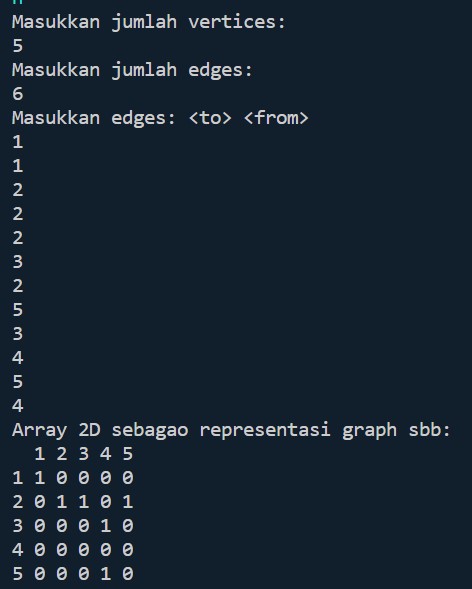 Masukkan jumlah vertices:
5
Masukkan jumlah edges:
6
Masukkan edges: <to> <from>
1
1
2
2
2
3
2
5
3
4
5
4
Array 2D sebagao representasi graph sbb:
1 2 3 4 5
1 1 0 0 0 0
2 0 1 1 0 1
3 0 0 0 1 0
4 0 0 0 0 0
5 0 0 0 1 0